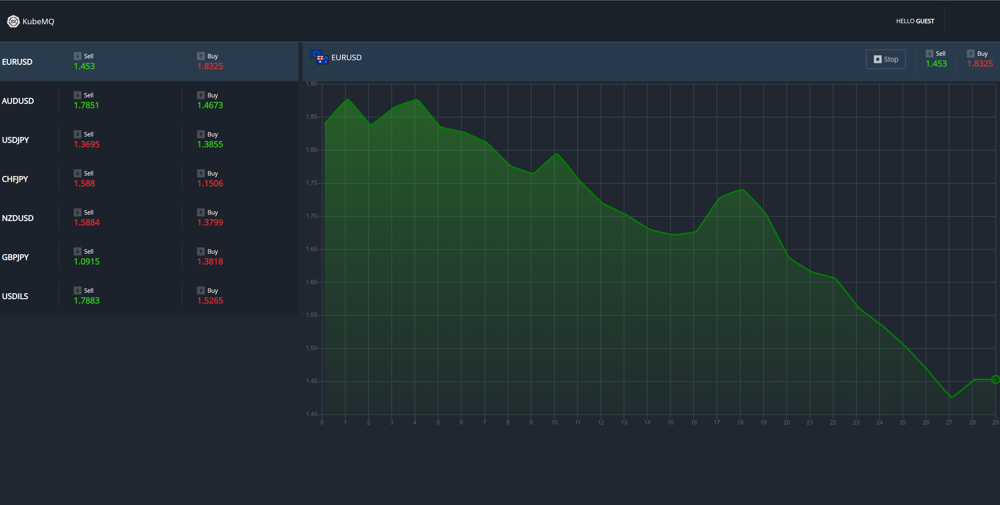 KubeMQ
HELLO GUEST
EURUSD
Sell
1.453
Buy
1.8325
AUDUSD
Sell
1.7851
Buy
1.4673
USDJPY
Sell
1.3695
Buy
1.3855
CHFJPY
Sell
1.588
Buy
1.1506
NZDUSD
Sell
1.5884
Buy
1.3799
GBPJPY
Sell
1.0915
Buy
1.3818
USDILS
Sell
1.7883
Buy
1.5265
EURUSD
Stop
Sell
1.453
Buy
1.8325
1.90
1.85
1.80
1.75
1.70
1.65
1.60
1.55
1.50
1.45
1.40
0 1 2 3 4 5 6 7 8 9 10 11 12 13 14 15 16 17 18 19 20 21 22 23 24 25 26 27 28 29